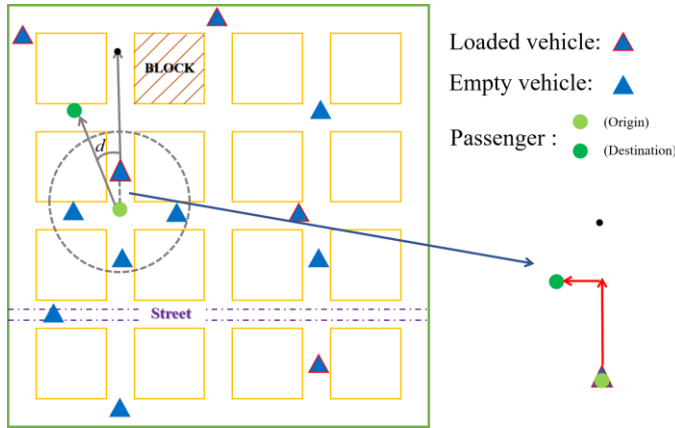 BLOCK
d
Street
Loaded vehicle:
Empty vehicle:
Passenger :
(Origin)
(Destination)